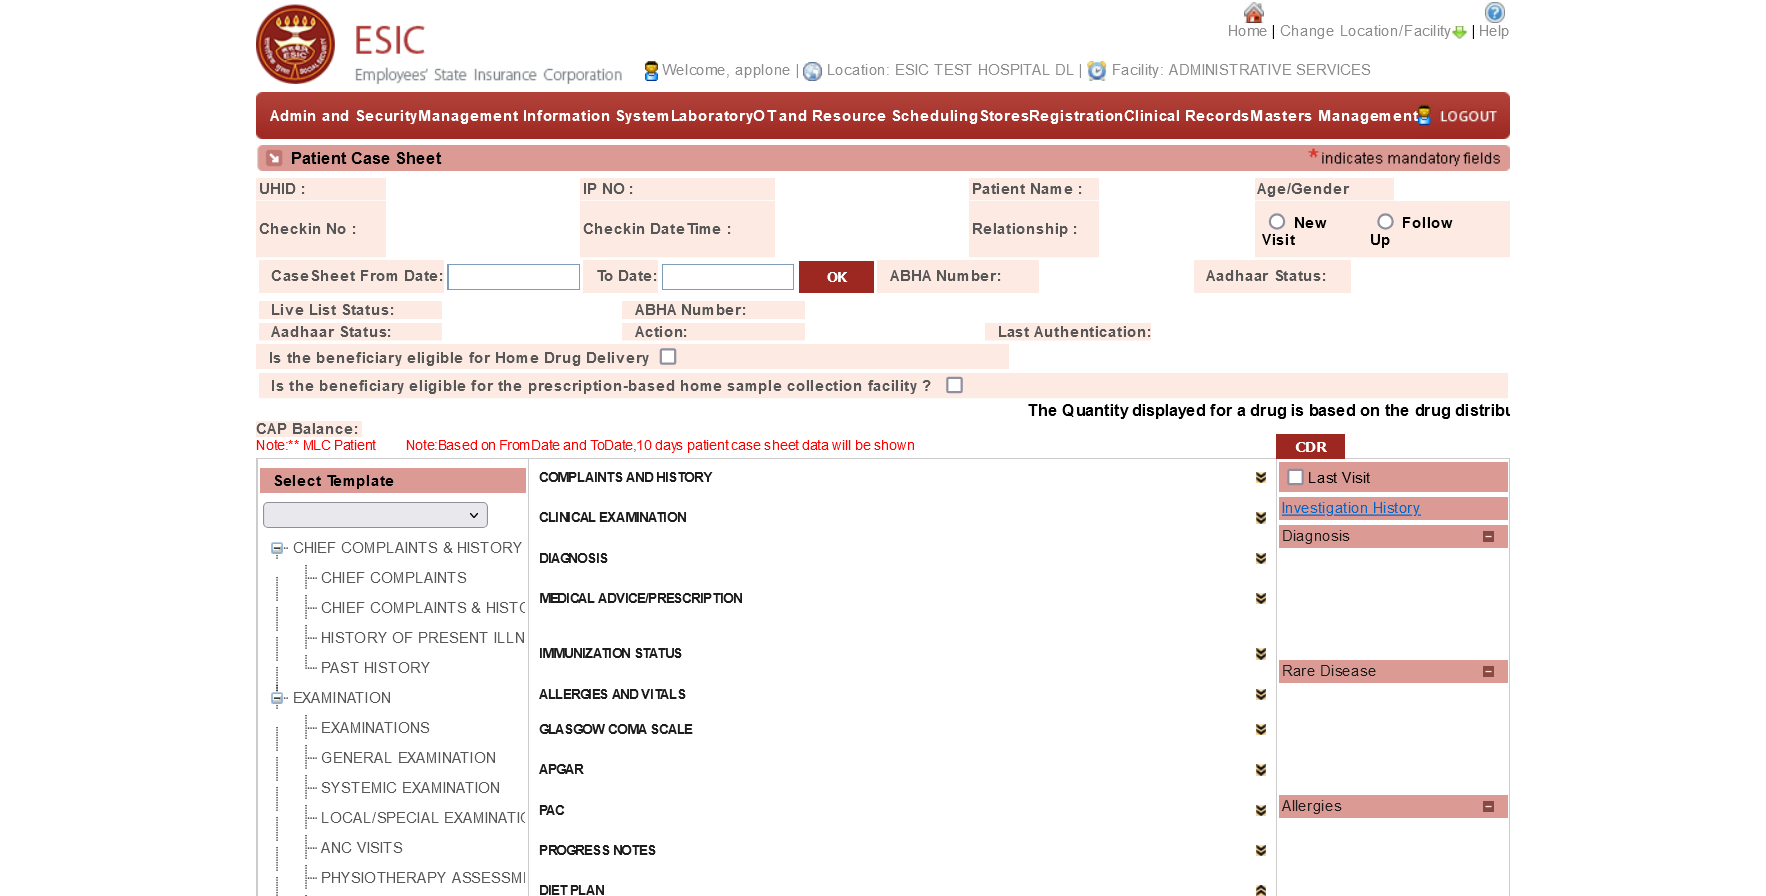 ESIC
Employees' State Insurance Corporation
Home | Change Location/Facility | Help
Welcome, applone | Location: ESIC TEST HOSPITAL DL | Facility: ADMINISTRATIVE SERVICES
Admin and Security Management Information System Laboratory OT and Resource Scheduling Stores Registration Clinical Records Masters Management LOGOUT
Patient Case Sheet
*indicates mandatory fields
UHID : IP NO : Patient Name : Age/Gender
Checkin No : Checkin DateTime : Relationship : New Visit Follow Up
CaseSheet From Date: To Date: OK ABHA Number: Aadhaar Status:
Live List Status: ABHA Number:
Aadhaar Status: Action: Last Authentication:
Is the beneficiary eligible for Home Drug Delivery
Is the beneficiary eligible for the prescription-based home sample collection facility ?
The Quantity displayed for a drug is based on the drug distribu
CAP Balance:
Note:** MLC Patient Note:Based on FromDate and ToDate,10 days patient case sheet data will be shown
CDR
Select Template
CHIEF COMPLAINTS & HISTORY
CHIEF COMPLAINTS
CHIEF COMPLAINTS & HISTO
HISTORY OF PRESENT ILLN
PAST HISTORY
EXAMINATION
EXAMINATIONS
GENERAL EXAMINATION
SYSTEMIC EXAMINATION
LOCAL/SPECIAL EXAMINATIO
ANC VISITS
PHYSIOTHERAPY ASSESSME
COMPLAINTS AND HISTORY
CLINICAL EXAMINATION
DIAGNOSIS
MEDICAL ADVICE/PRESCRIPTION
IMMUNIZATION STATUS
ALLERGIES AND VITALS
GLASGOW COMA SCALE
APGAR
PAC
PROGRESS NOTES
DIET PLAN
Last Visit
Investigation History
Diagnosis
Rare Disease
Allergies